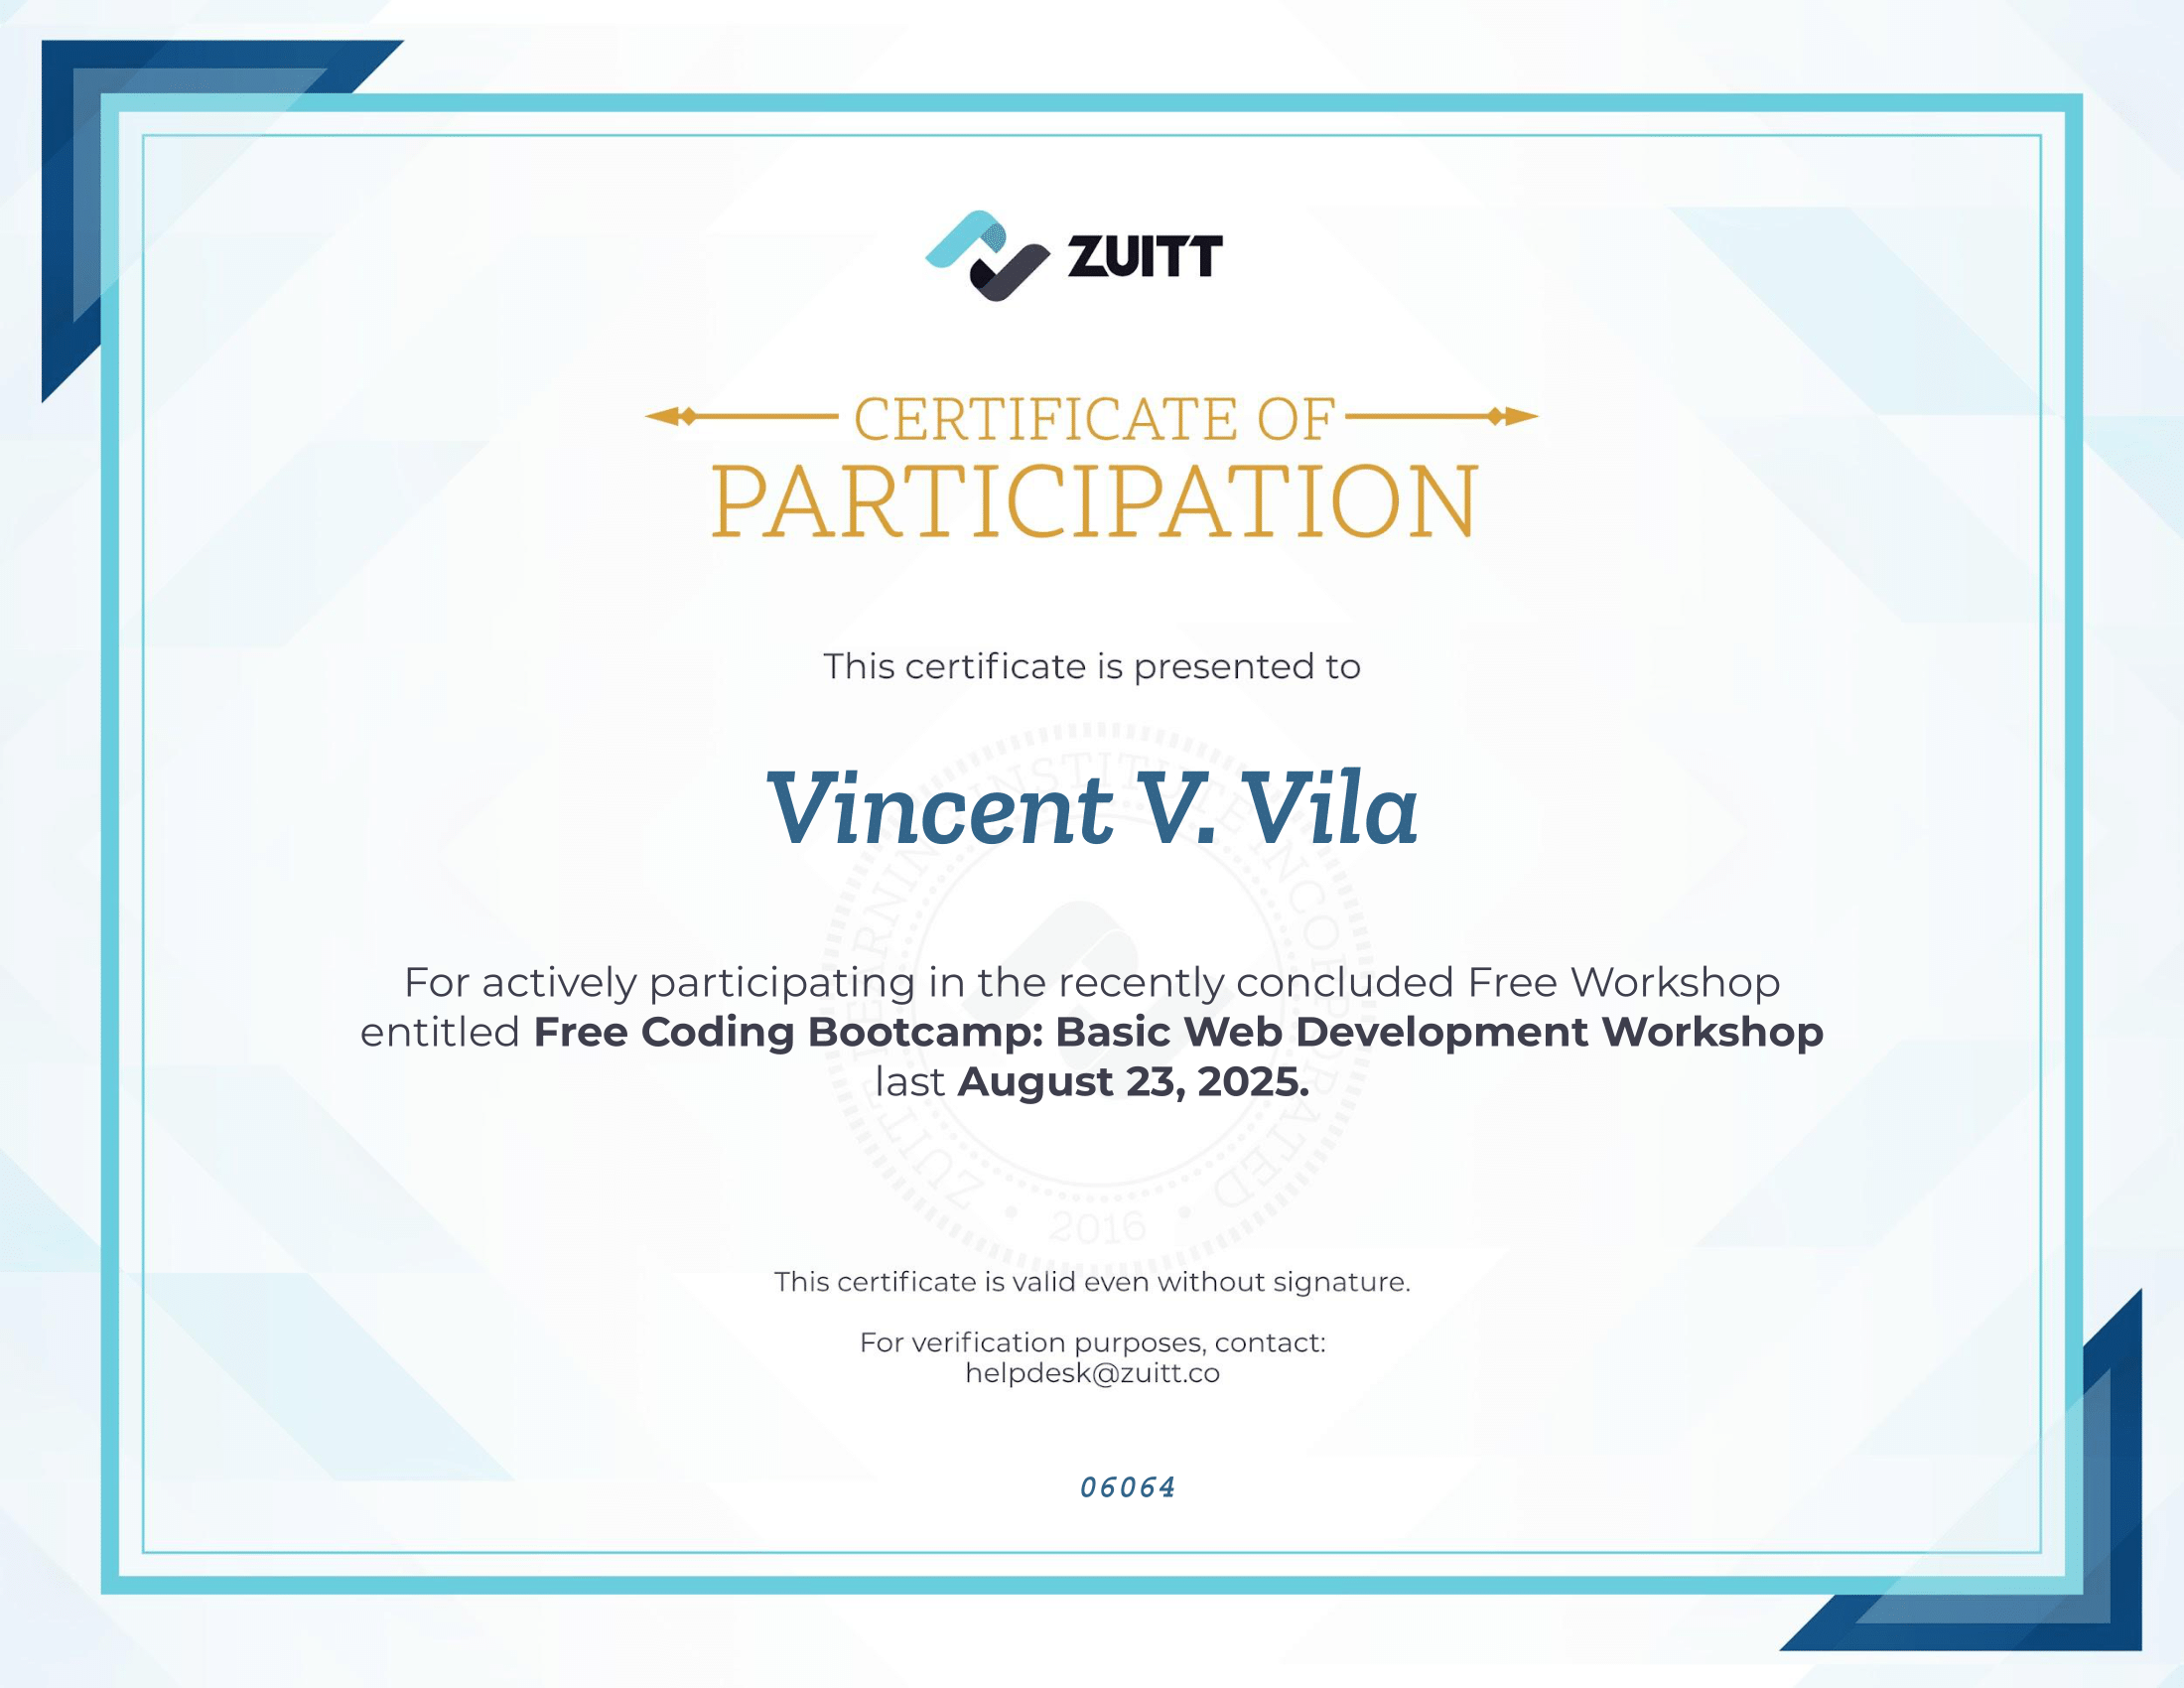 ZUITT
CERTIFICATE OF
PARTICIPATION
This certificate is presented to
Vincent V. Vila
For actively participating in the recently concluded Free Workshop
entitled Free Coding Bootcamp: Basic Web Development Workshop
last August 23, 2025.
ZUITT LEARNING INSTITUTE INCORPORATED
2016
This certificate is valid even without signature.
For verification purposes, contact:
helpdesk@zuitt.co
06064